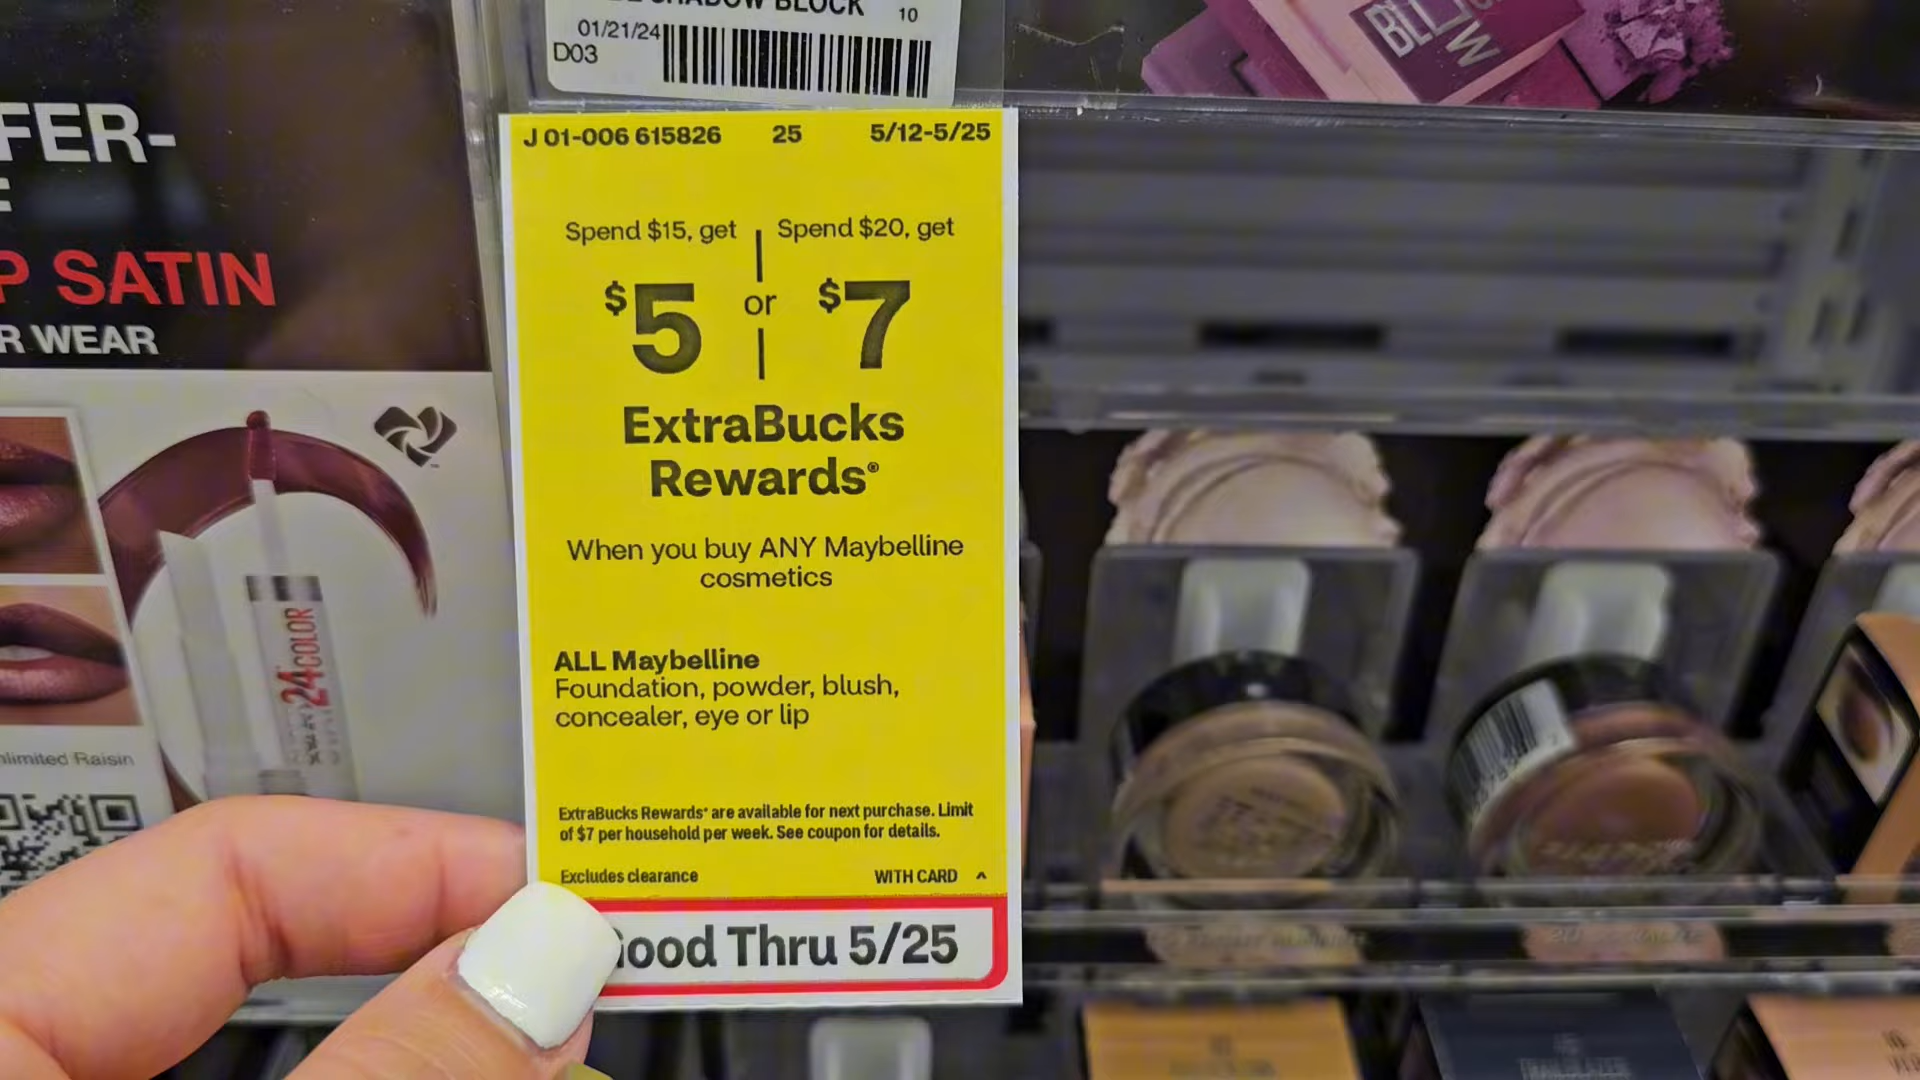 SHADOW BLOCK 10
01/21/24
D03
BLOW
FER-
P SATIN
R WEAR
24COLOR
nlimited Raisin
J 01-006 615826 25 5/12-5/25
Spend $15, get
$5
or
Spend $20, get
$7
ExtraBucks
Rewards®
When you buy ANY Maybelline
cosmetics
ALL Maybelline
Foundation, powder, blush,
concealer, eye or lip
ExtraBucks Rewards* are available for next purchase. Limit
of $7 per household per week. See coupon for details.
Excludes clearance WITH CARD ^
ood Thru 5/25